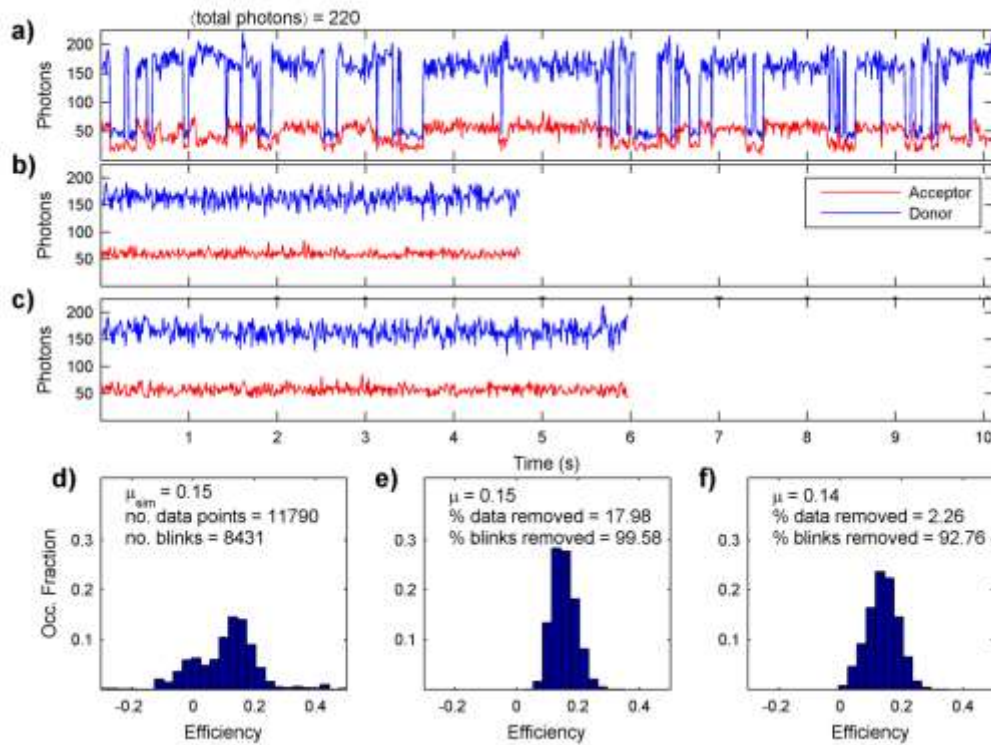 ⟨total photons⟩ = 220
a)
200
150
100
50
Photons
b)
200
150
100
50
Photons
Acceptor
Donor
c)
200
150
100
50
Photons
1 2 3 4 5 6 7 8 9 10
Time (s)
d)
μsim = 0.15
no. data points = 11790
no. blinks = 8431
0.3
0.2
0.1
Occ. Fraction
-0.2 0 0.2 0.4
Efficiency
e)
μ = 0.15
% data removed = 17.98
% blinks removed = 99.58
0.3
0.2
0.1
-0.2 0 0.2 0.4
Efficiency
f)
μ = 0.14
% data removed = 2.26
% blinks removed = 92.76
0.3
0.2
0.1
-0.2 0 0.2 0.4
Efficiency